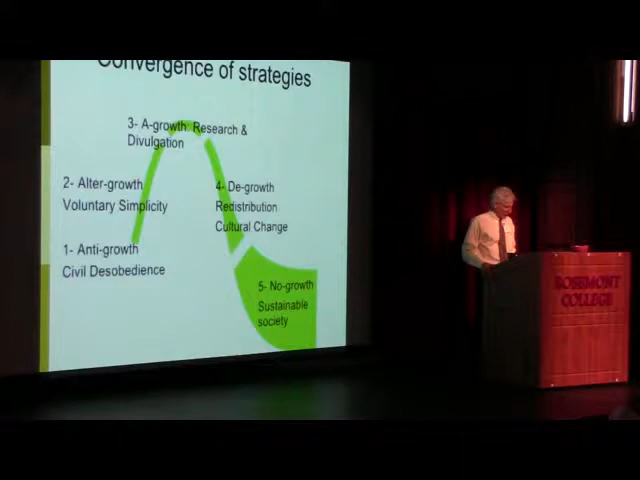 Convergence of strategies
3- A-growth Research &
Divulgation
2- Alter-growth
Voluntary Simplicity
4- De-growth
Redistribution
Cultural Change
1- Anti-growth
Civil Desobedience
5- No-growth
Sustainable
society
ROSEMONT
COLLEGE